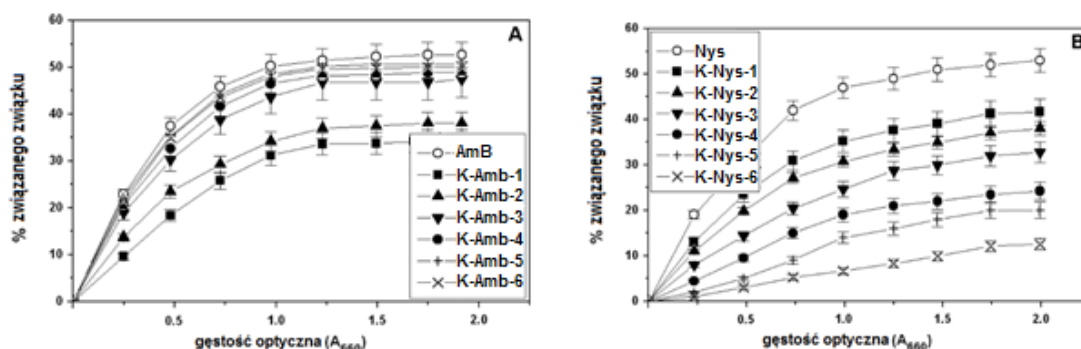 A
% związanego związku
60
50
40
30
20
10
0
AmB
K-Amb-1
K-Amb-2
K-Amb-3
K-Amb-4
K-Amb-5
K-Amb-6
0.5
1.0
1.5
2.0
gęstość optyczna (A660)
B
% związanego związku
60
50
40
30
20
10
0
Nys
K-Nys-1
K-Nys-2
K-Nys-3
K-Nys-4
K-Nys-5
K-Nys-6
0.5
1.0
1.5
2.0
gęstość optyczna (A660)